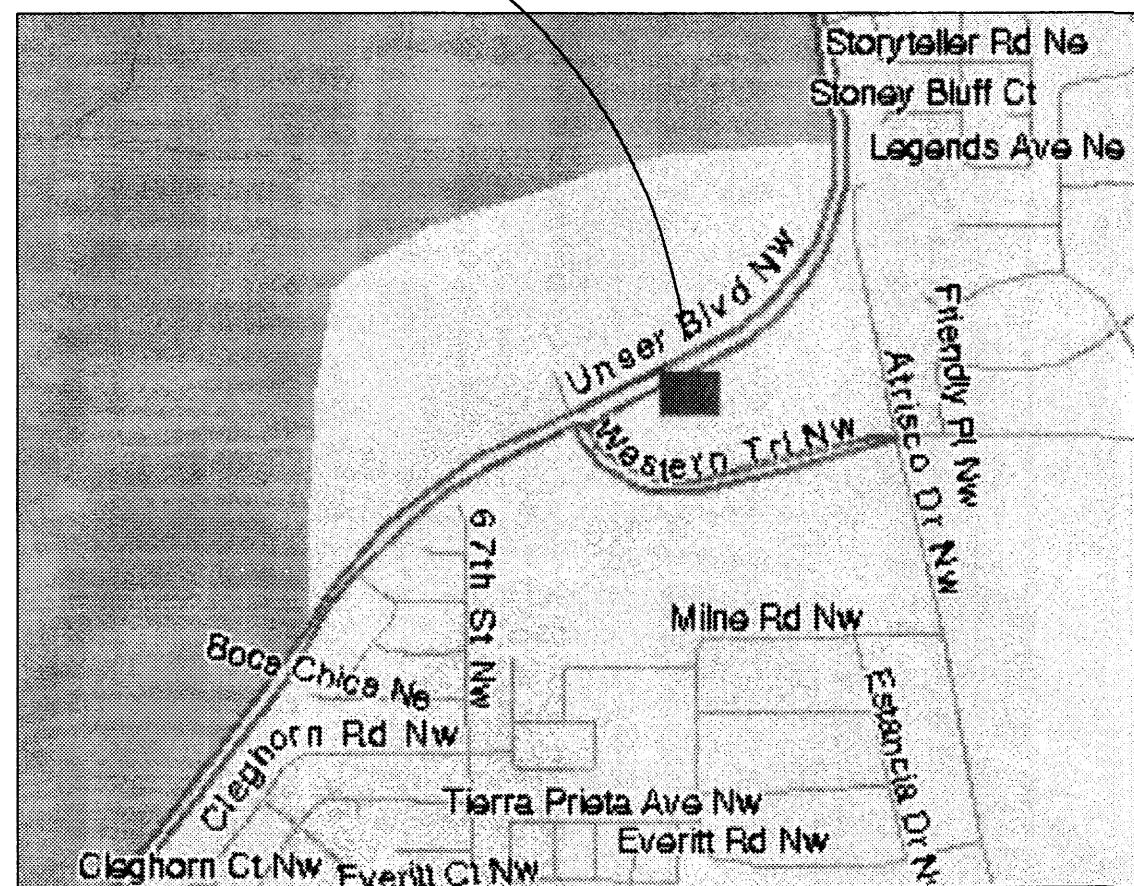 Storyteller Rd Ne
Stoney Bluff Ct
Legends Ave Ne
Unser Blvd Nw
Friendly Pl Nw
Atrisco Dr Nw
Western Trl Nw
67th St Nw
Milne Rd Nw
Boca Chica Ne
Estancia Dr N
Cleghorn Rd Nw
Tierra Prieta Ave Nw
Everitt Rd Nw
Cleghorn Ct Nw
Everitt Ct Nw